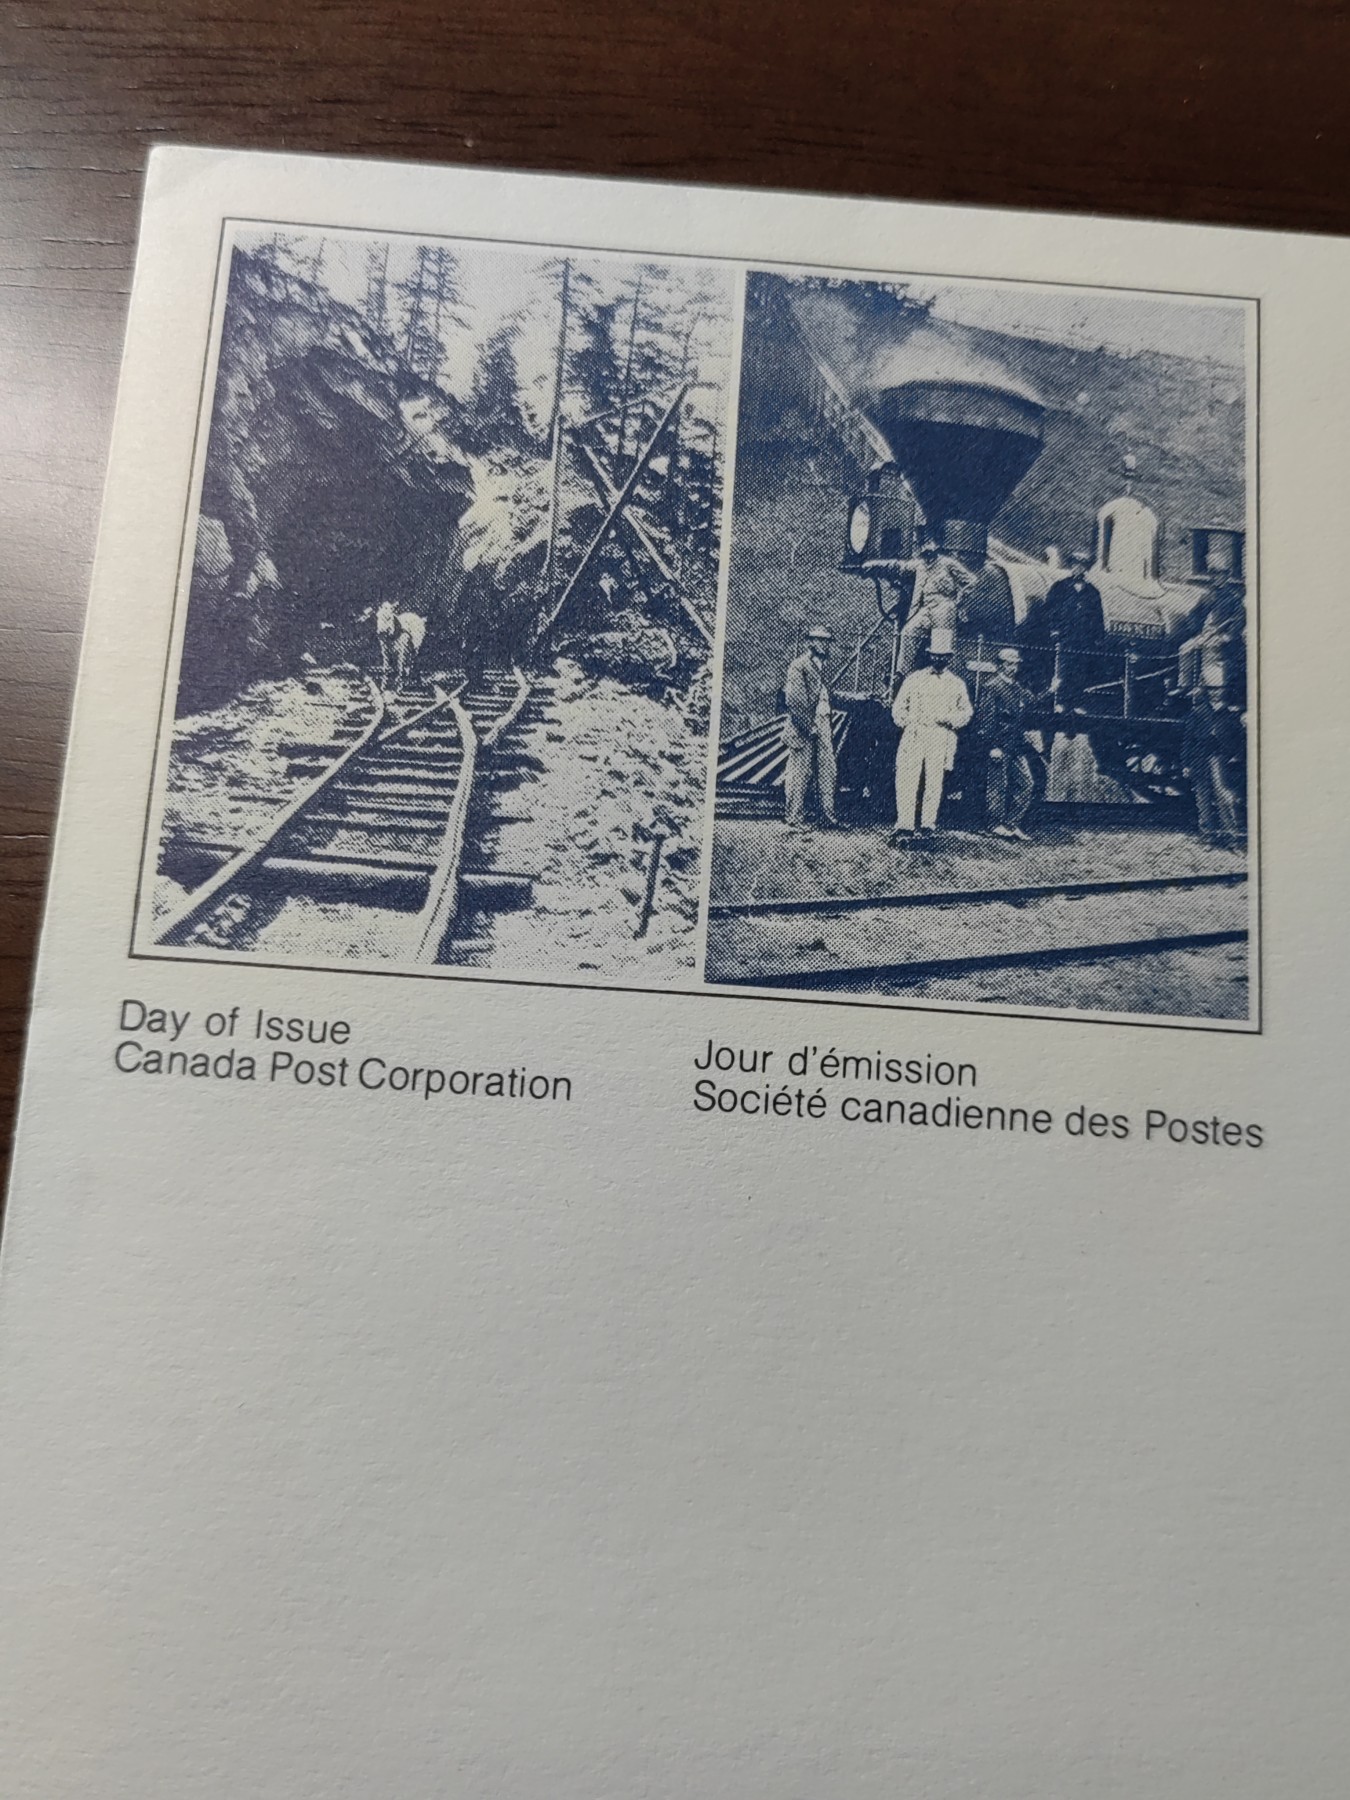 Day of Issue
Canada Post Corporation
Jour d'émission
Société canadienne des Postes